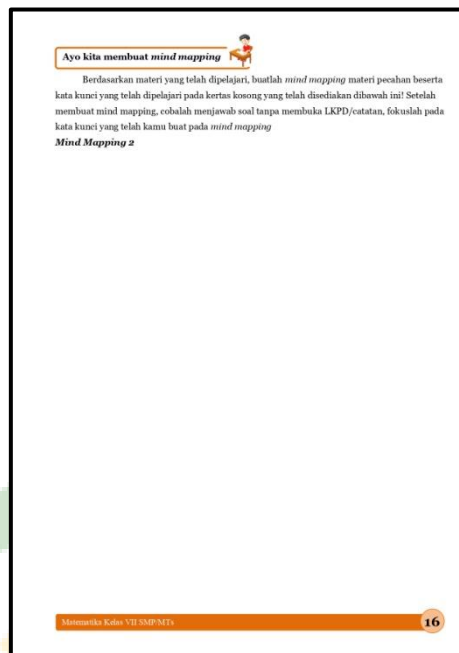 Ayo kita membuat mind mapping
Berdasarkan materi yang telah dipelajari, buatlah mind mapping materi pecahan beserta
kata kunci yang telah dipelajari pada kertas kosong yang telah disediakan dibawah ini! Setelah
membuat mind mapping, cobalah menjawab soal tanpa membuka LKPD/catatan, fokuslah pada
kata kunci yang telah kamu buat pada mind mapping
Mind Mapping 2
Matematika Kelas VII SMP/MTs
16